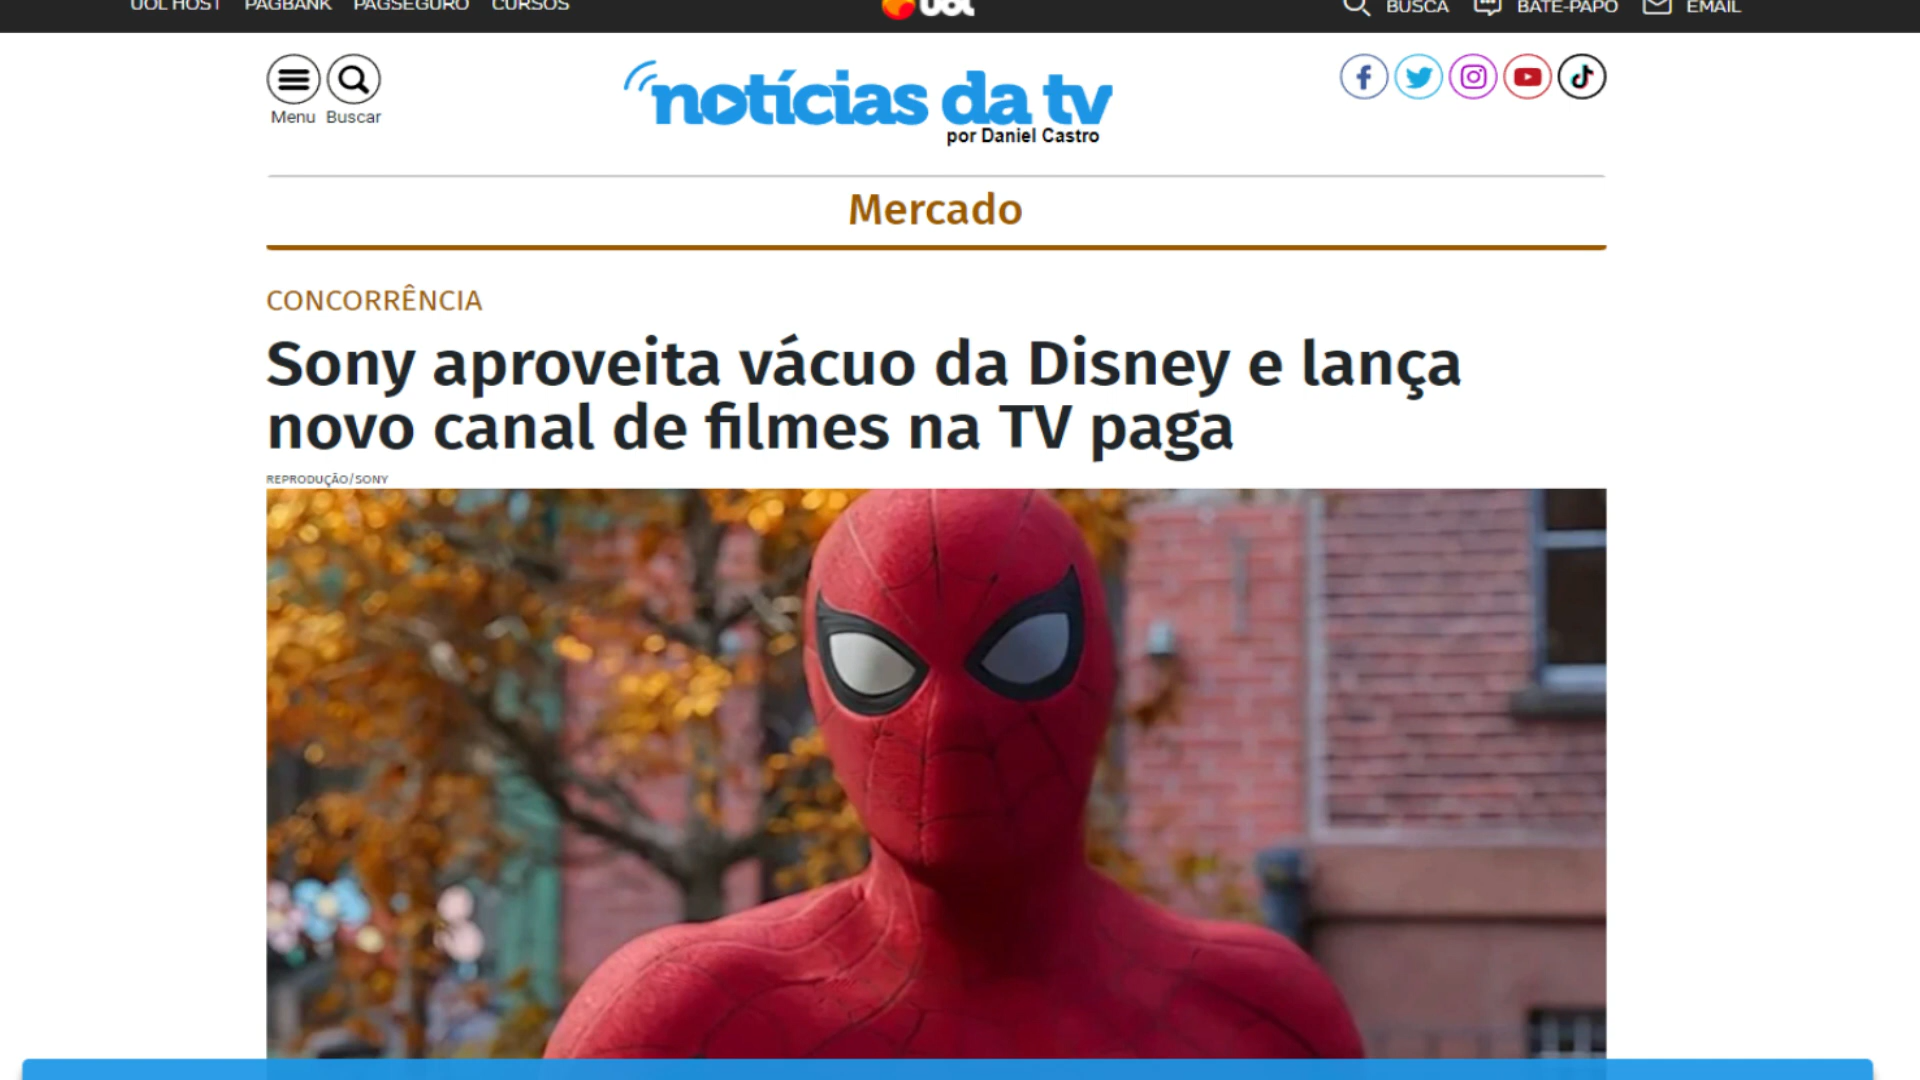 UOL HOST PAGBANK PAGSEGURO CURSOS UOL BUSCA BATE-PAPO EMAIL
Menu Buscar
notícias da tv
por Daniel Castro
Mercado
CONCORRÊNCIA
Sony aproveita vácuo da Disney e lança
novo canal de filmes na TV paga
REPRODUÇÃO/SONY